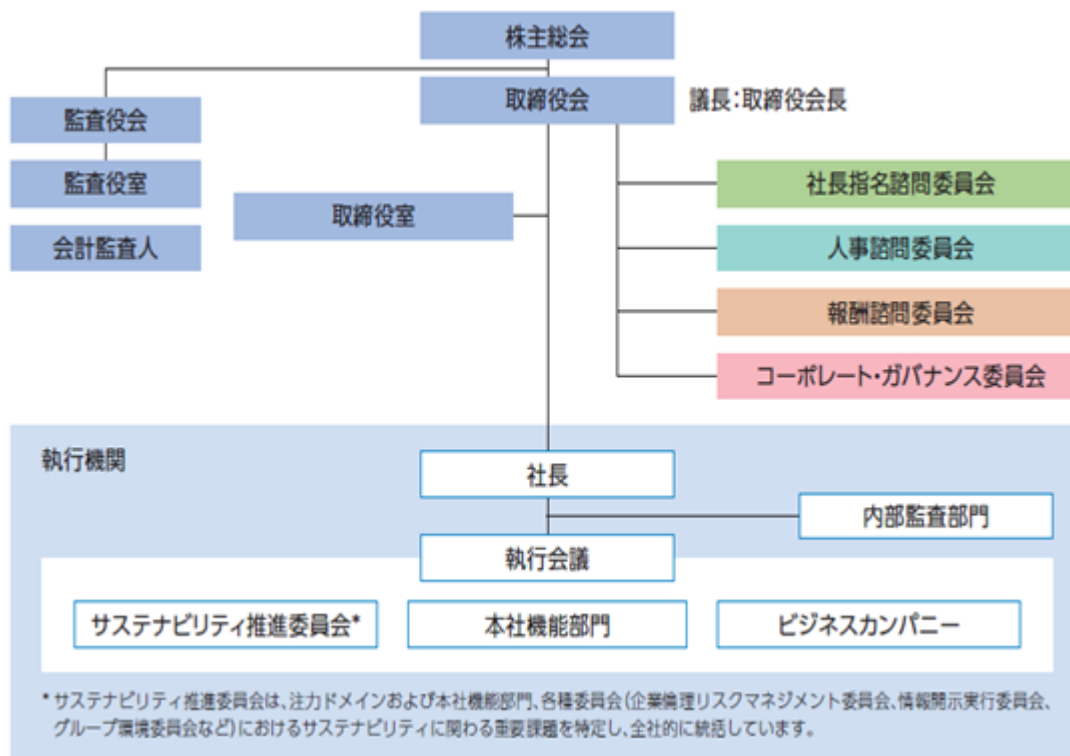 株主総会
取締役会
議長:取締役会長
監査役会
監査役室
会計監査人
取締役室
社長指名諮問委員会
人事諮問委員会
報酬諮問委員会
コーポレート・ガバナンス委員会
執行機関
社長
内部監査部門
執行会議
サステナビリティ推進委員会*
本社機能部門
ビジネスカンパニー
* サステナビリティ推進委員会は、注力ドメインおよび本社機能部門、各種委員会(企業倫理リスクマネジメント委員会、情報開示実行委員会、
グループ環境委員会など)におけるサステナビリティに関わる重要課題を特定し、全社的に統括しています。